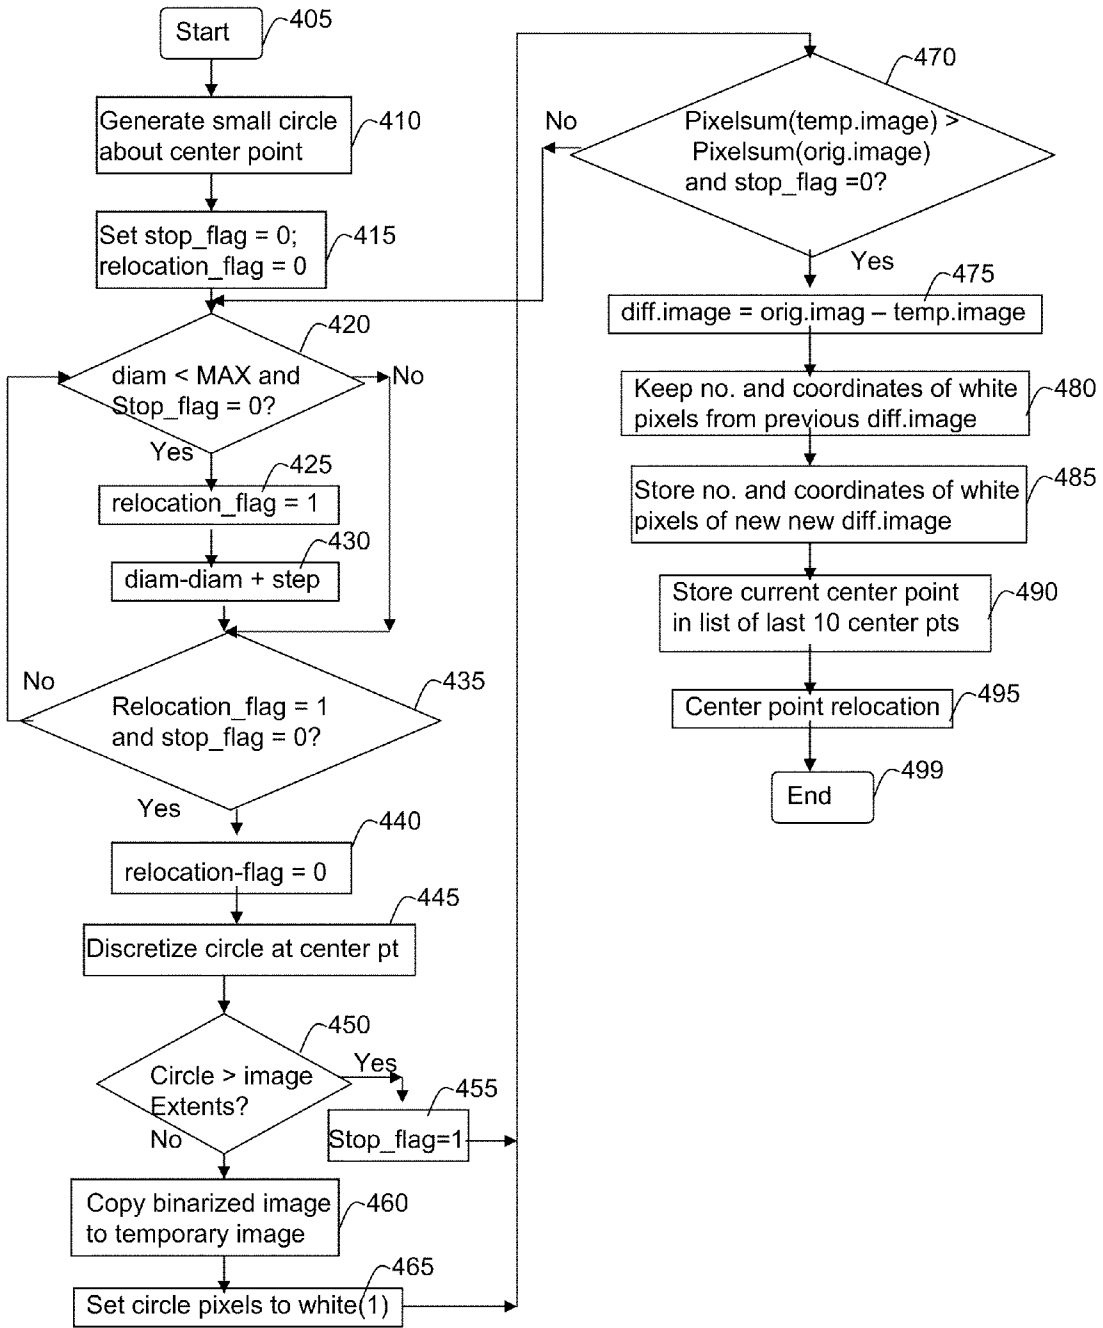 Start
405
Generate small circle
about center point
410
Set stop_flag = 0;
relocation_flag = 0
415
420
diam < MAX and
Stop_flag = 0?
No
Yes
425
relocation_flag = 1
430
diam-diam + step
No
435
Relocation_flag = 1
and stop_flag = 0?
Yes
440
relocation-flag = 0
445
Discretize circle at center pt
450
Circle > image
Extents?
Yes
455
Stop_flag=1
No
Copy binarized image
to temporary image
460
465
Set circle pixels to white(1)
470
No
Pixelsum(temp.image) >
Pixelsum(orig.image)
and stop_flag =0?
Yes
475
diff.image = orig.imag – temp.image
Keep no. and coordinates of white
pixels from previous diff.image
480
Store no. and coordinates of white
pixels of new new diff.image
485
Store current center point
in list of last 10 center pts
490
Center point relocation
495
End
499